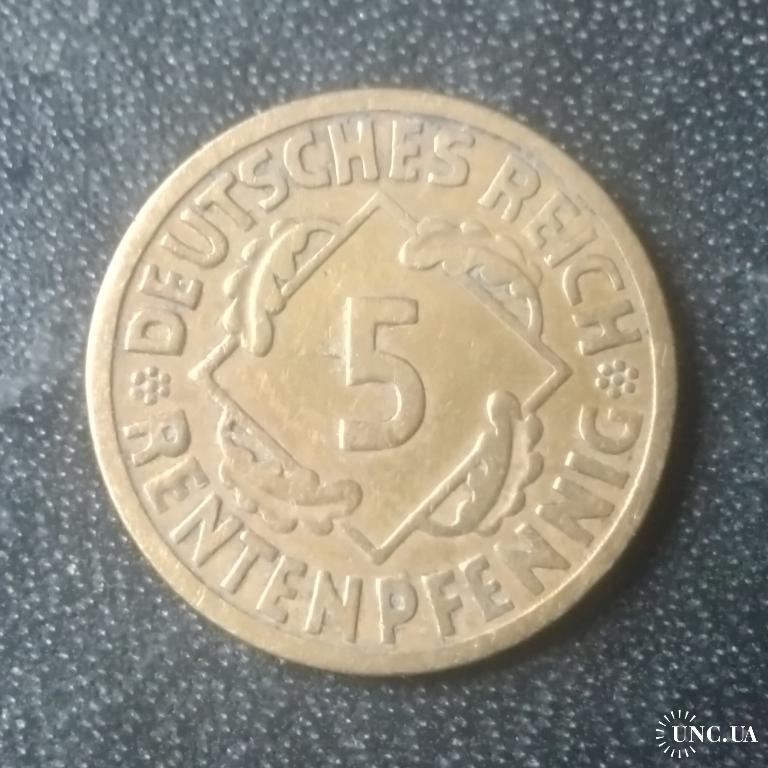 DEUTSCHES REICH
5
RENTENPFENNIG
UNC.UA